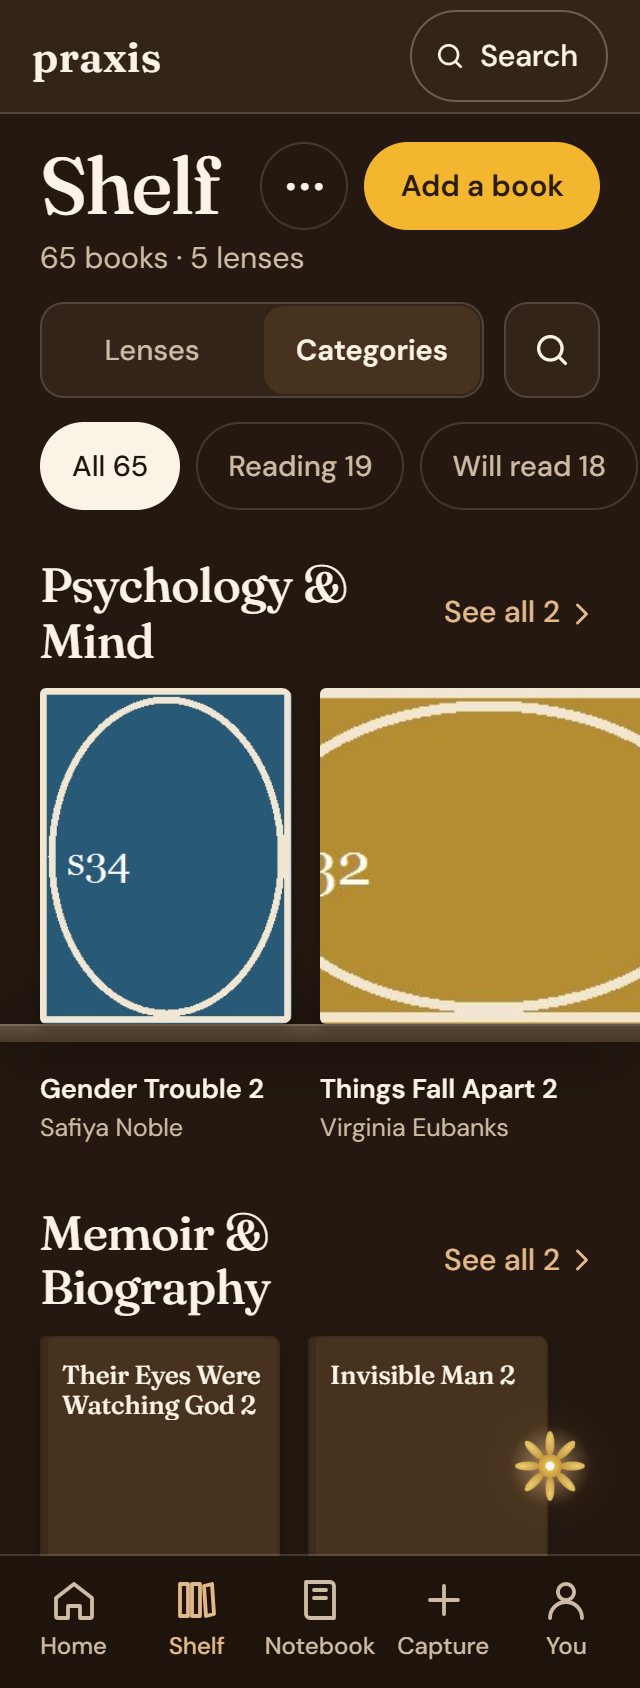 praxis
Search
Shelf
Add a book
65 books · 5 lenses
Lenses
Categories
All 65
Reading 19
Will read 18
Psychology &
Mind
See all 2
s34
32
Gender Trouble 2
Things Fall Apart 2
Safiya Noble
Virginia Eubanks
Memoir &
Biography
See all 2
Their Eyes Were
Watching God 2
Invisible Man 2
Home
Shelf
Notebook
Capture
You